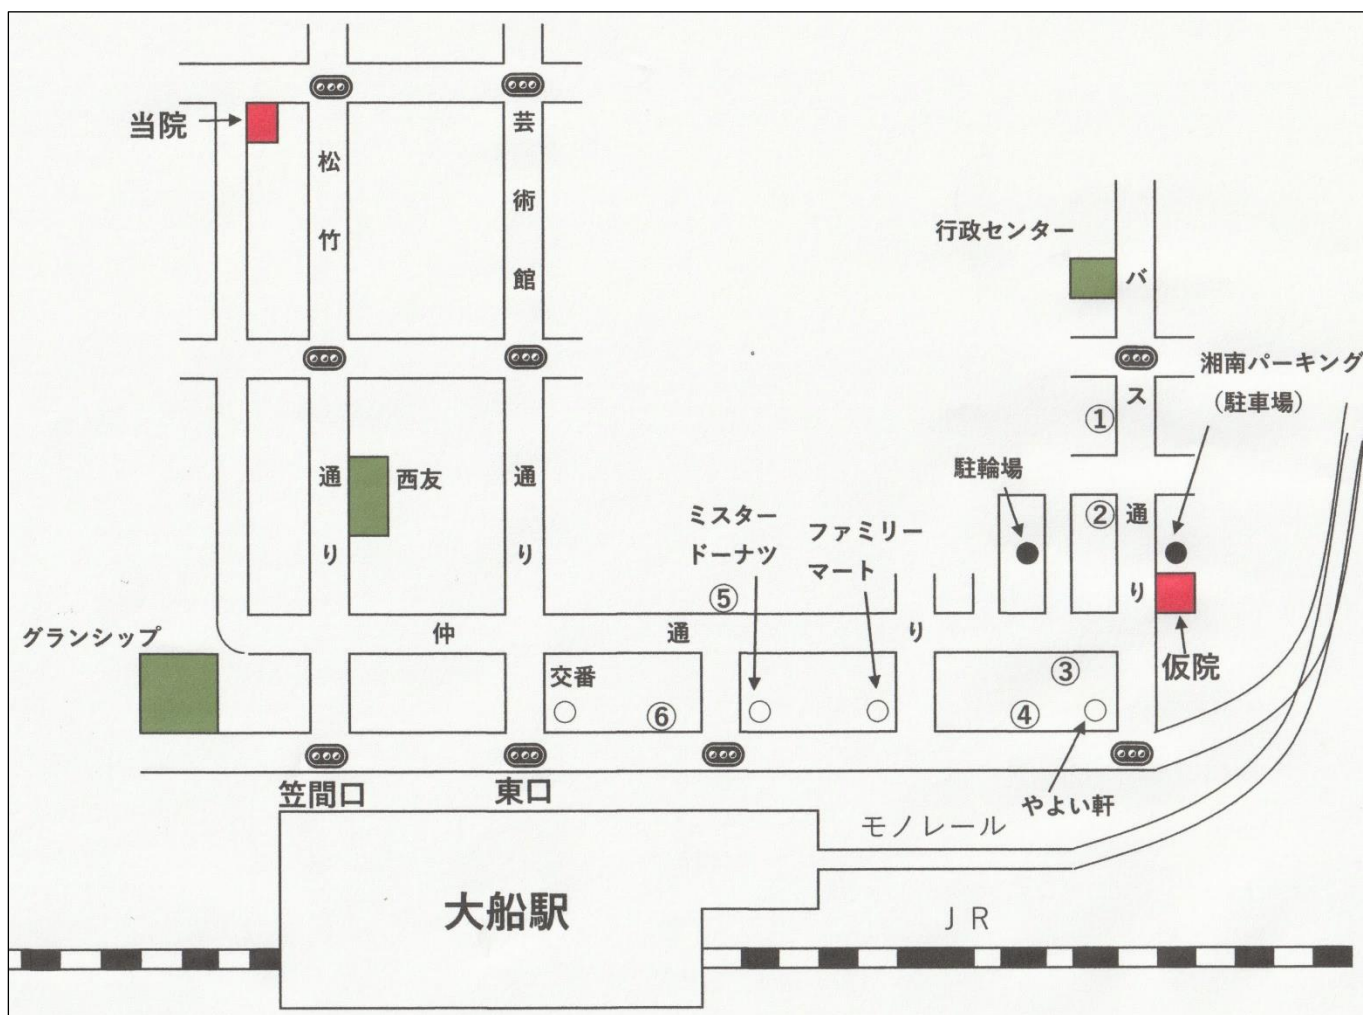 当院
松竹通り
芸術館通り
行政センター
バス通り
湘南パーキング
（駐車場）
①
駐輪場
②
西友
ミスター
ドーナツ
ファミリー
マート
⑤
グランシップ
仲通り
仮院
交番
③
⑥
④
笠間口
東口
やよい軒
モノレール
大船駅
ＪＲ